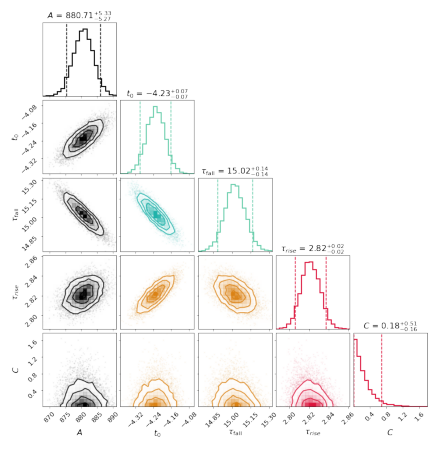 A = 880.71 +5.33 −5.27
−4.08
−4.16
−4.24
−4.32
t0
t0 = −4.23 +0.07 −0.07
15.30
15.15
15.00
14.85
τfall
τfall = 15.02 +0.14 −0.14
2.86
2.84
2.82
2.80
τrise
τrise = 2.82 +0.02 −0.02
1.6
1.2
0.8
0.4
C
C = 0.18 +0.51 −0.16
870 875 880 885 890
−4.32 −4.24 −4.16 −4.08
14.85 15.00 15.15 15.30
2.80 2.82 2.84 2.86
0.4 0.8 1.2 1.6
A t0 τfall τrise C